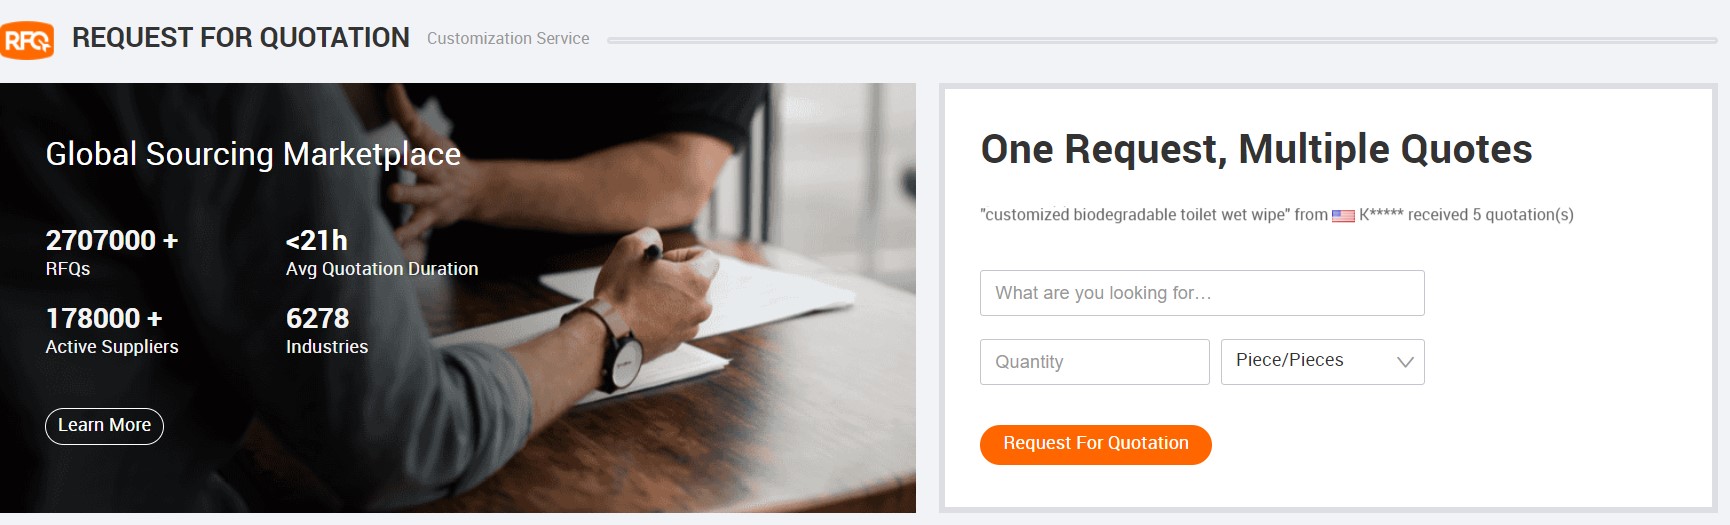 RFQ
REQUEST FOR QUOTATION Customization Service
Global Sourcing Marketplace
2707000 + <21h
RFQs Avg Quotation Duration
178000 + 6278
Active Suppliers Industries
Learn More
One Request, Multiple Quotes
"customized biodegradable toilet wet wipe" from K***** received 5 quotation(s)
What are you looking for...
Quantity Piece/Pieces
Request For Quotation